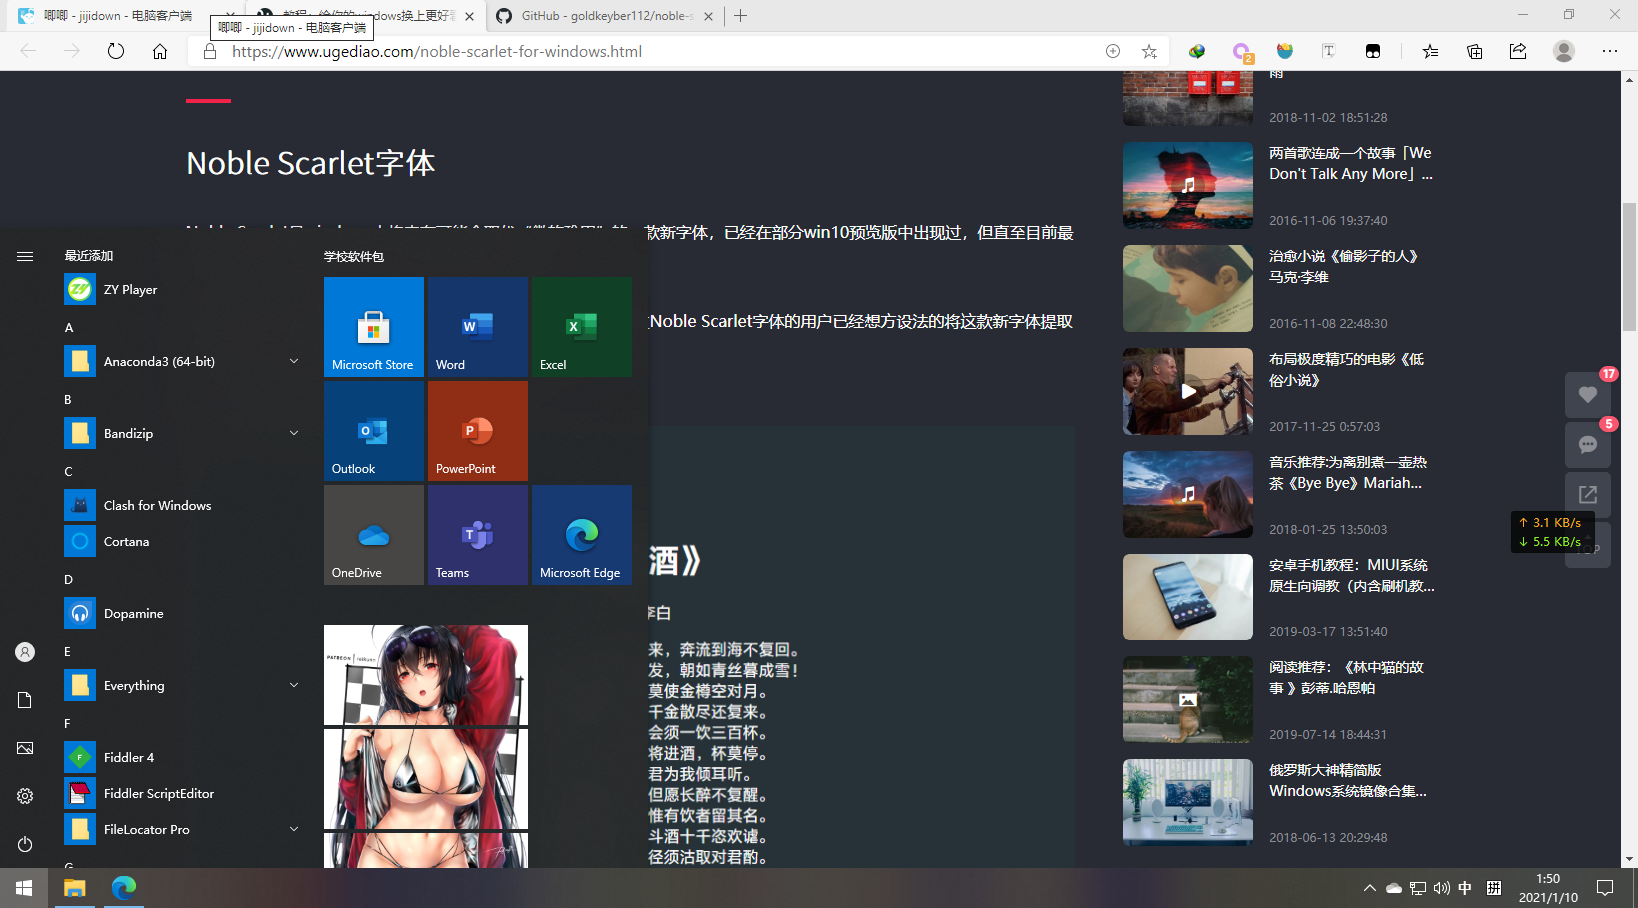 唧唧 - jijidown - 电脑客户端
教程：给你的windows换上更好看
GitHub - goldkeyber112/noble-s
唧唧 - jijidown - 电脑客户端
https://www.ugediao.com/noble-scarlet-for-windows.html
2
Noble Scarlet字体
款新字体，已经在部分win10预览版中出现过，但直至目前最
Noble Scarlet字体的用户已经想方设法的将这款新字体提取
酒》
李白
来，奔流到海不复回。
发，朝如青丝暮成雪！
莫使金樽空对月。
千金散尽还复来。
会须一饮三百杯。
将进酒，杯莫停。
君为我倾耳听。
但愿长醉不复醒。
惟有饮者留其名。
斗酒十千恣欢谑。
径须沽取对君酌。
最近添加
ZY Player
A
Anaconda3 (64-bit)
B
Bandizip
C
Clash for Windows
Cortana
D
Dopamine
E
Everything
F
Fiddler 4
Fiddler ScriptEditor
FileLocator Pro
学校软件包
Microsoft Store
Word
Excel
Outlook
PowerPoint
OneDrive
Teams
Microsoft Edge
PATREON
雨
2018-11-02 18:51:28
两首歌连成一个故事「We
Don't Talk Any More」...
2016-11-06 19:37:40
治愈小说《偷影子的人》
马克·李维
2016-11-08 22:48:30
布局极度精巧的电影《低
俗小说》
2017-11-25 0:57:03
音乐推荐:为离别煮一壶热
茶《Bye Bye》Mariah...
2018-01-25 13:50:03
安卓手机教程：MIUI系统
原生向调教（内含刷机教...
2019-03-17 13:51:40
阅读推荐：《林中猫的故
事 》彭蒂.哈恩帕
2019-07-14 18:44:31
俄罗斯大神精简版
Windows系统镜像合集...
2018-06-13 20:29:48
17
5
↑ 3.1 KB/s
↓ 5.5 KB/s
TOP
中
拼
1:50
2021/1/10